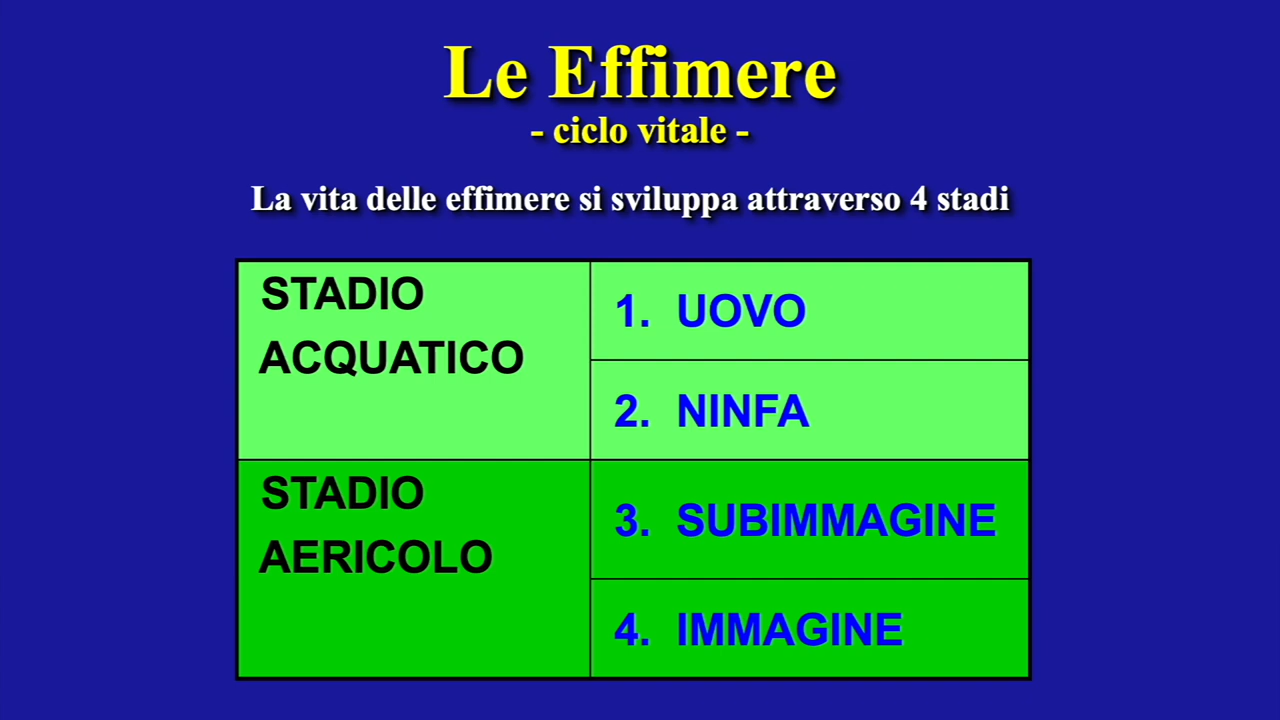 Le Effimere
- ciclo vitale -
La vita delle effimere si sviluppa attraverso 4 stadi
STADIO
ACQUATICO
1. UOVO
2. NINFA
STADIO
AERICOLO
3. SUBIMMAGINE
4. IMMAGINE